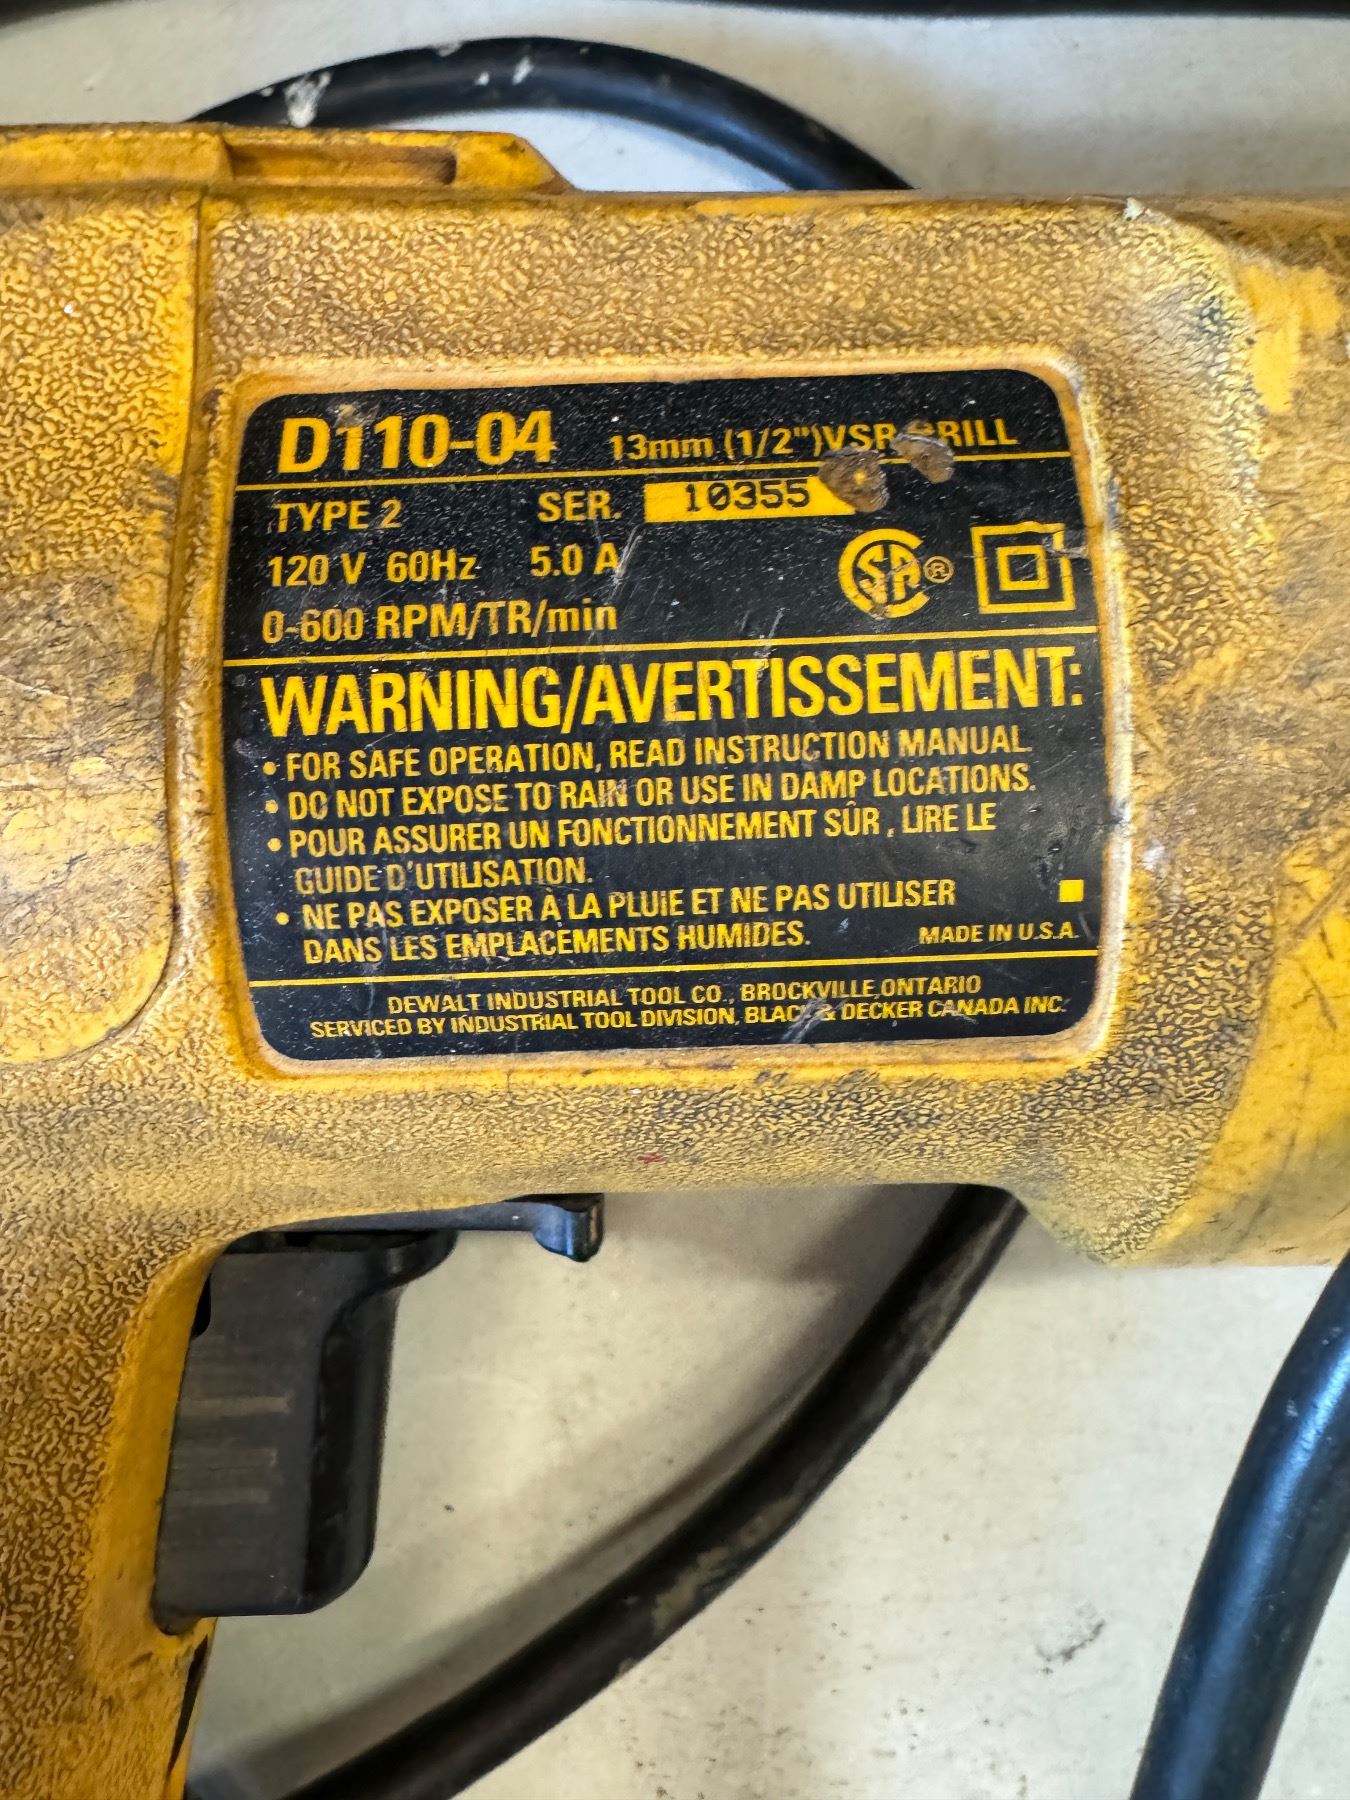 D110-04 13mm (1/2") VSR DRILL
TYPE 2 SER. 10355
120 V 60Hz 5.0 A
0-600 RPM/TR/min
SA ®
WARNING/AVERTISSEMENT:
• FOR SAFE OPERATION, READ INSTRUCTION MANUAL.
• DO NOT EXPOSE TO RAIN OR USE IN DAMP LOCATIONS.
• POUR ASSURER UN FONCTIONNEMENT SÛR, LIRE LE
GUIDE D'UTILISATION.
• NE PAS EXPOSER À LA PLUIE ET NE PAS UTILISER
DANS LES EMPLACEMENTS HUMIDES. MADE IN U.S.A.
DEWALT INDUSTRIAL TOOL CO., BROCKVILLE, ONTARIO
SERVICED BY INDUSTRIAL TOOL DIVISION, BLACK & DECKER CANADA INC.